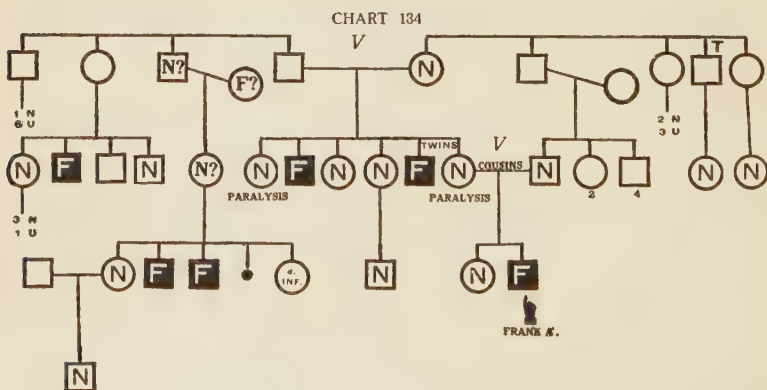 CHART 134
V
N? F? N T
1 N
6 U
2 N
3 U
N F N N? N F N N TWINS F N V COUSINS N 2 4 N N
PARALYSIS PARALYSIS
3 N
1 U
N F F d. INF. N N F
FRANK Æ.
N